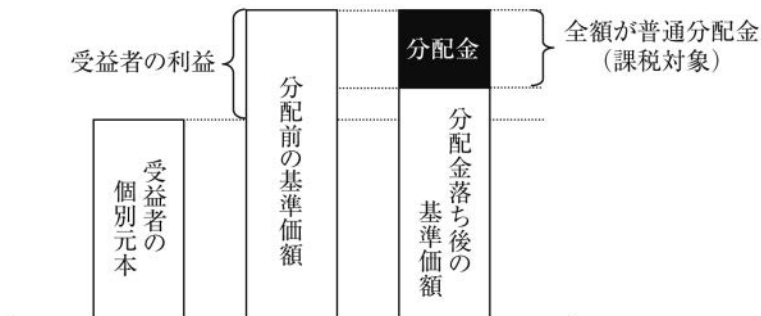 受益者の利益
分配金
全額が普通分配金
（課税対象）
受益者の
個別元本
分配前の基準価額
分配金落ち後の
基準価額